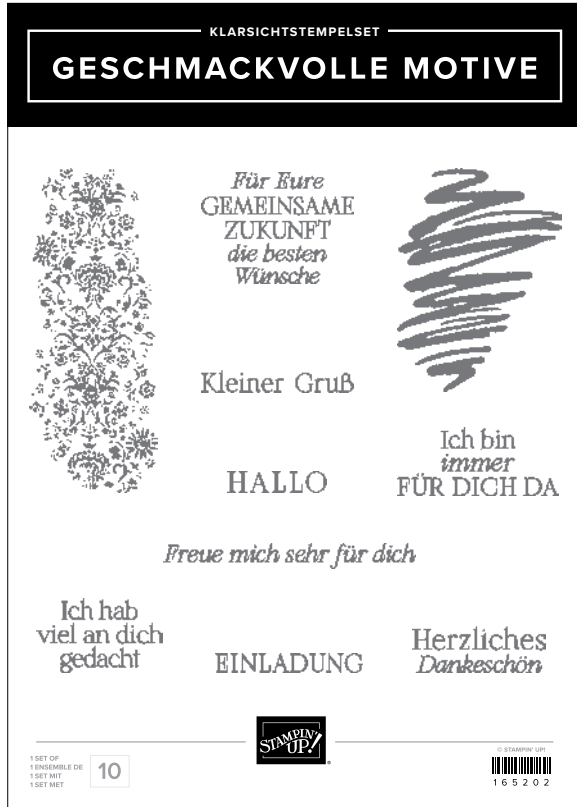 KLARSICHTSTEMPELSET
GESCHMACKVOLLE MOTIVE
Für Eure
GEMEINSAME
ZUKUNFT
die besten
Wünsche
Kleiner Gruß
HALLO
Ich bin
immer
FÜR DICH DA
Freue mich sehr für dich
Ich hab
viel an dich
gedacht
EINLADUNG
Herzliches
Dankeschön
STAMPIN'
UP!
®
1 SET OF
1 ENSEMBLE DE
1 SET MIT
1 SET MET
10
© STAMPIN' UP!
165202